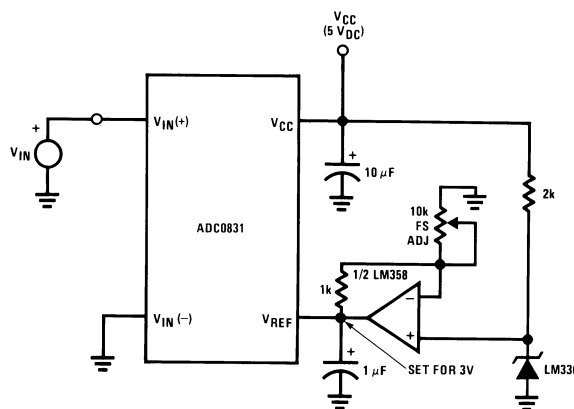 VCC
(5 VDC)
+
VIN
VIN(+)
VCC
+
10 µF
2k
10k
FS
ADJ
ADC0831
1/2 LM358
1k
–
VIN(–)
VREF
+
+
1 µF
SET FOR 3V